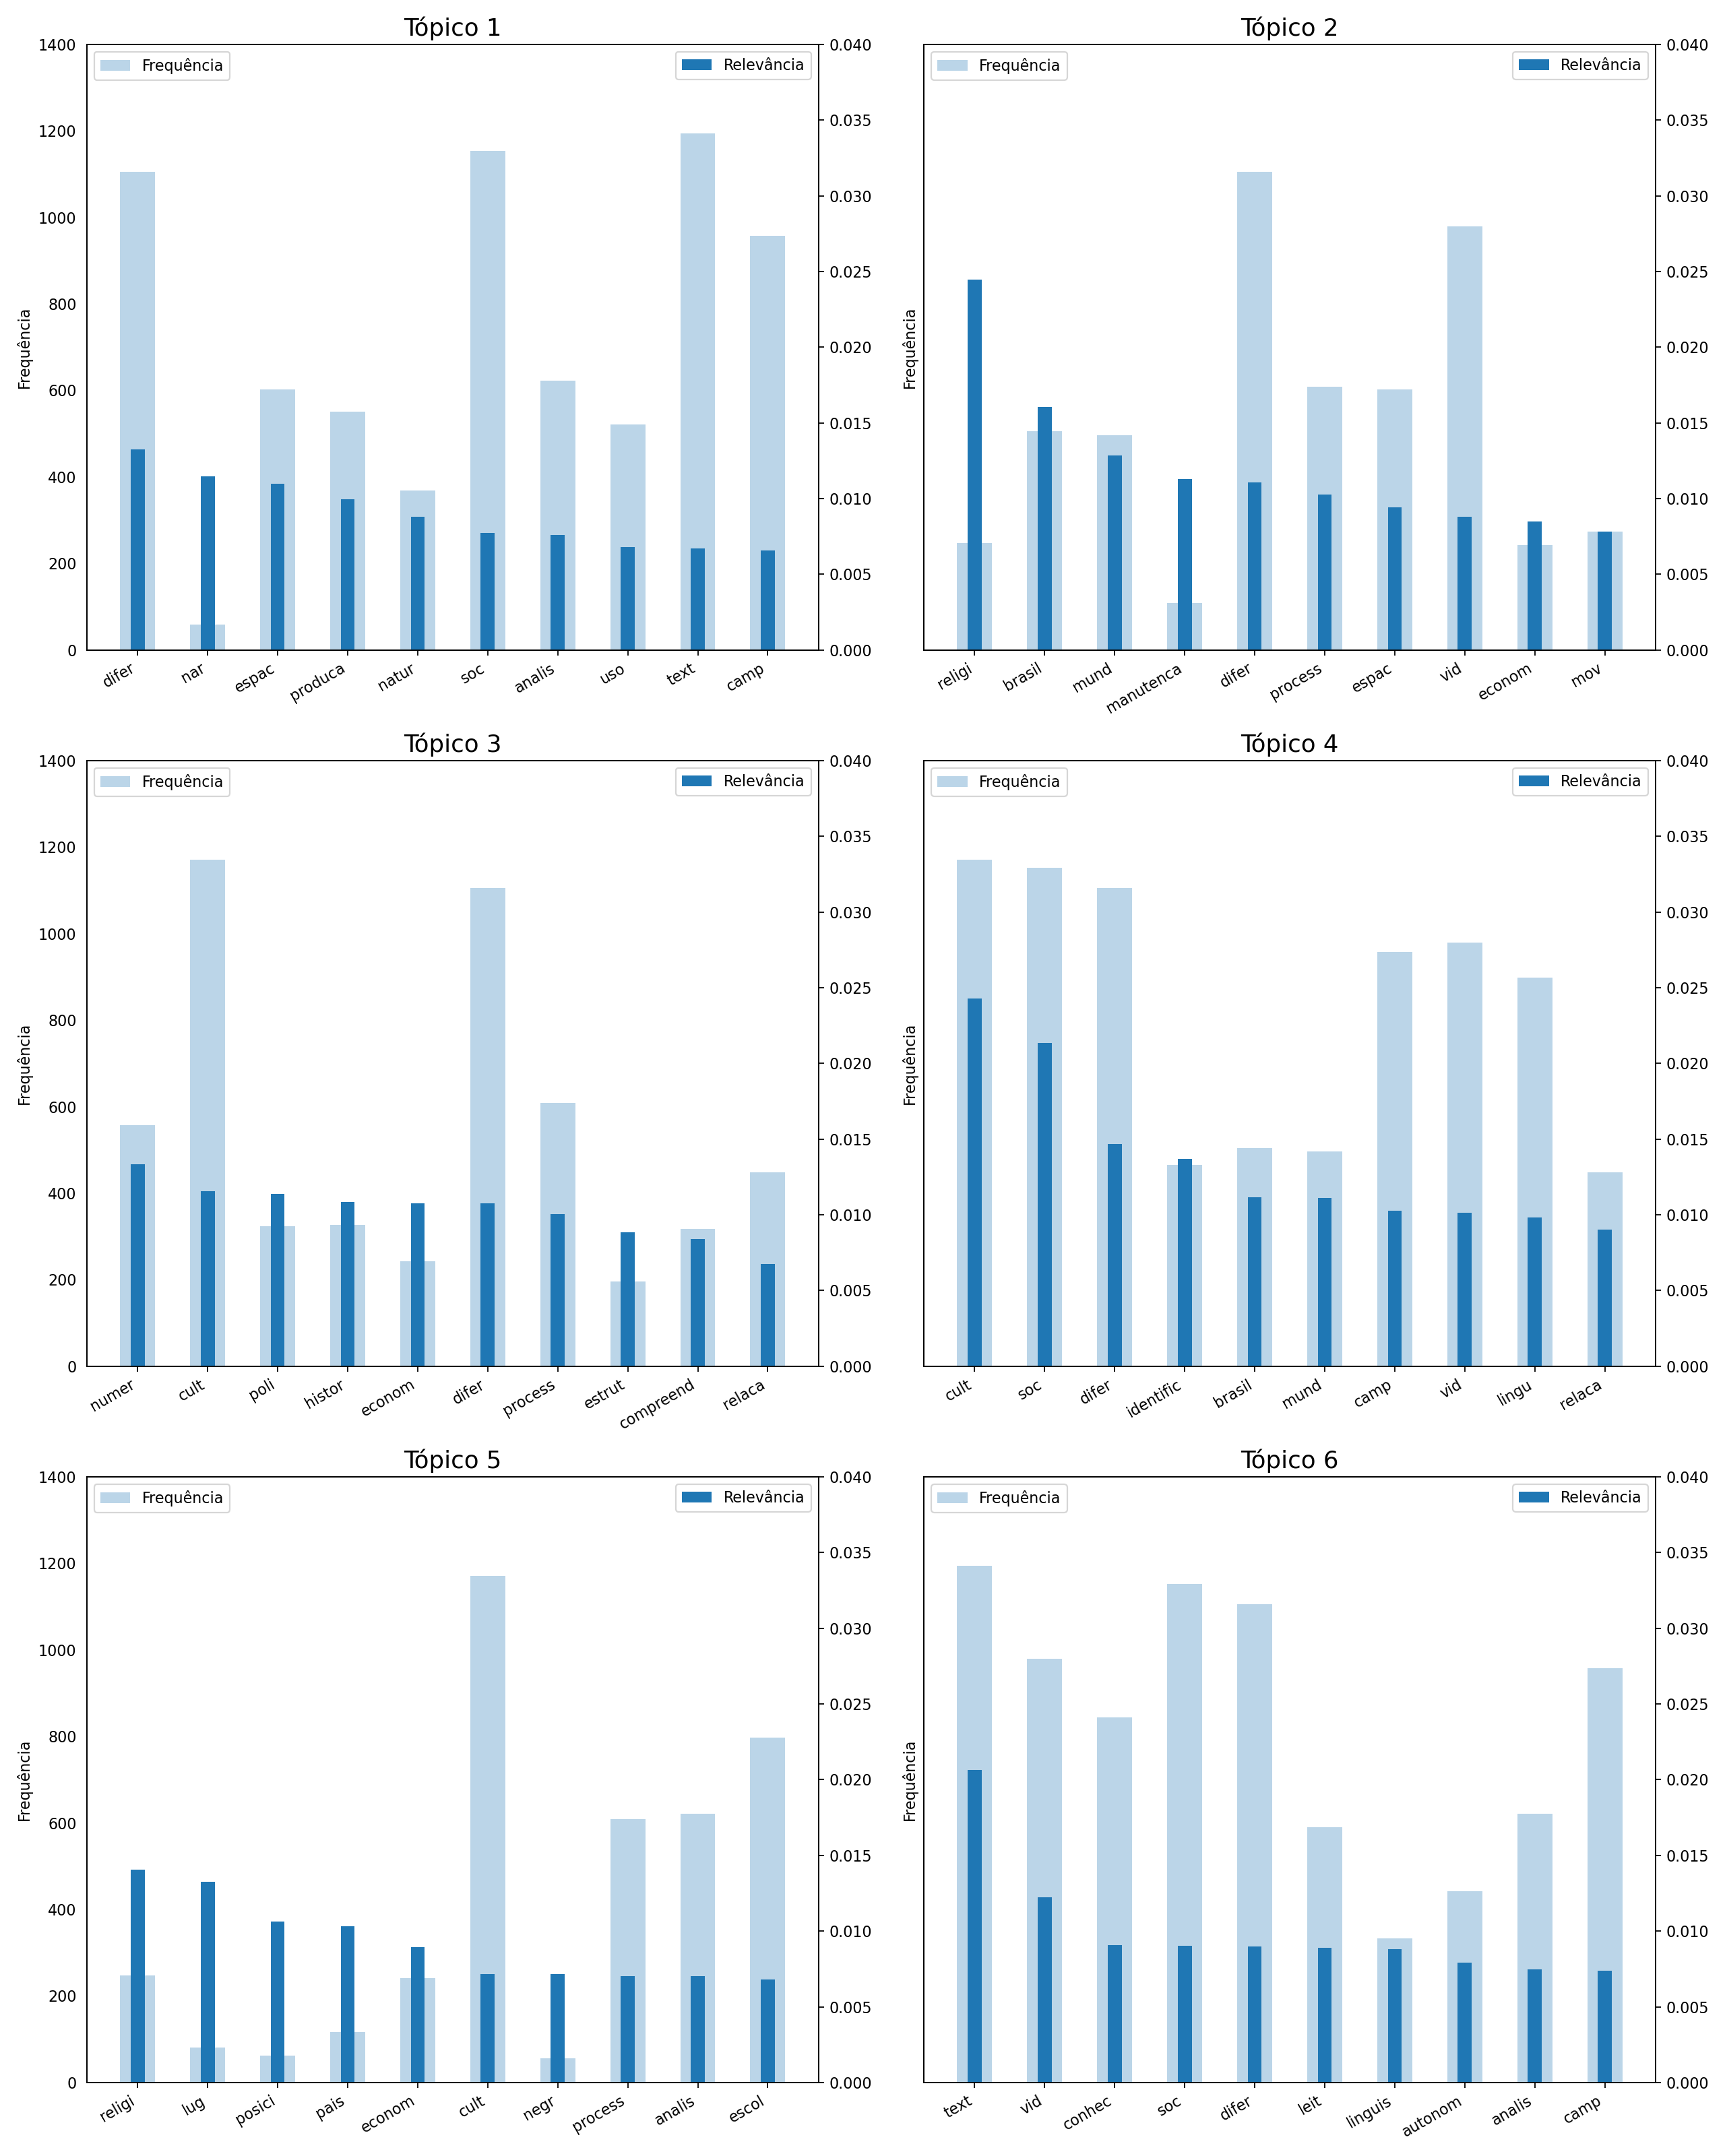 Tópico 1
Frequência
Relevância
1400
1200
1000
800
600
400
200
0
Frequência
0.040
0.035
0.030
0.025
0.020
0.015
0.010
0.005
0.000
difer nar espac produca natur soc analis uso text camp
Tópico 2
Frequência
Relevância
Frequência
0.040
0.035
0.030
0.025
0.020
0.015
0.010
0.005
0.000
religi brasil mund manutenca difer process espac vid econom mov
Tópico 3
Frequência
Relevância
1400
1200
1000
800
600
400
200
0
Frequência
0.040
0.035
0.030
0.025
0.020
0.015
0.010
0.005
0.000
numer cult poli histor econom difer process estrut compreend relaca
Tópico 4
Frequência
Relevância
Frequência
0.040
0.035
0.030
0.025
0.020
0.015
0.010
0.005
0.000
cult soc difer identific brasil mund camp vid lingu relaca
Tópico 5
Frequência
Relevância
1400
1200
1000
800
600
400
200
0
Frequência
0.040
0.035
0.030
0.025
0.020
0.015
0.010
0.005
0.000
religi lug posici pais econom cult negr process analis escol
Tópico 6
Frequência
Relevância
Frequência
0.040
0.035
0.030
0.025
0.020
0.015
0.010
0.005
0.000
text vid conhec soc difer leit linguis autonom analis camp